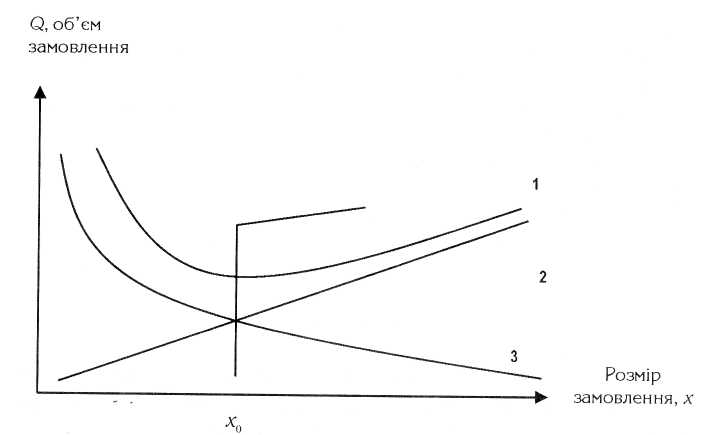 Q, об’єм
замовлення
1
2
3
Розмір
замовлення, x
x₀